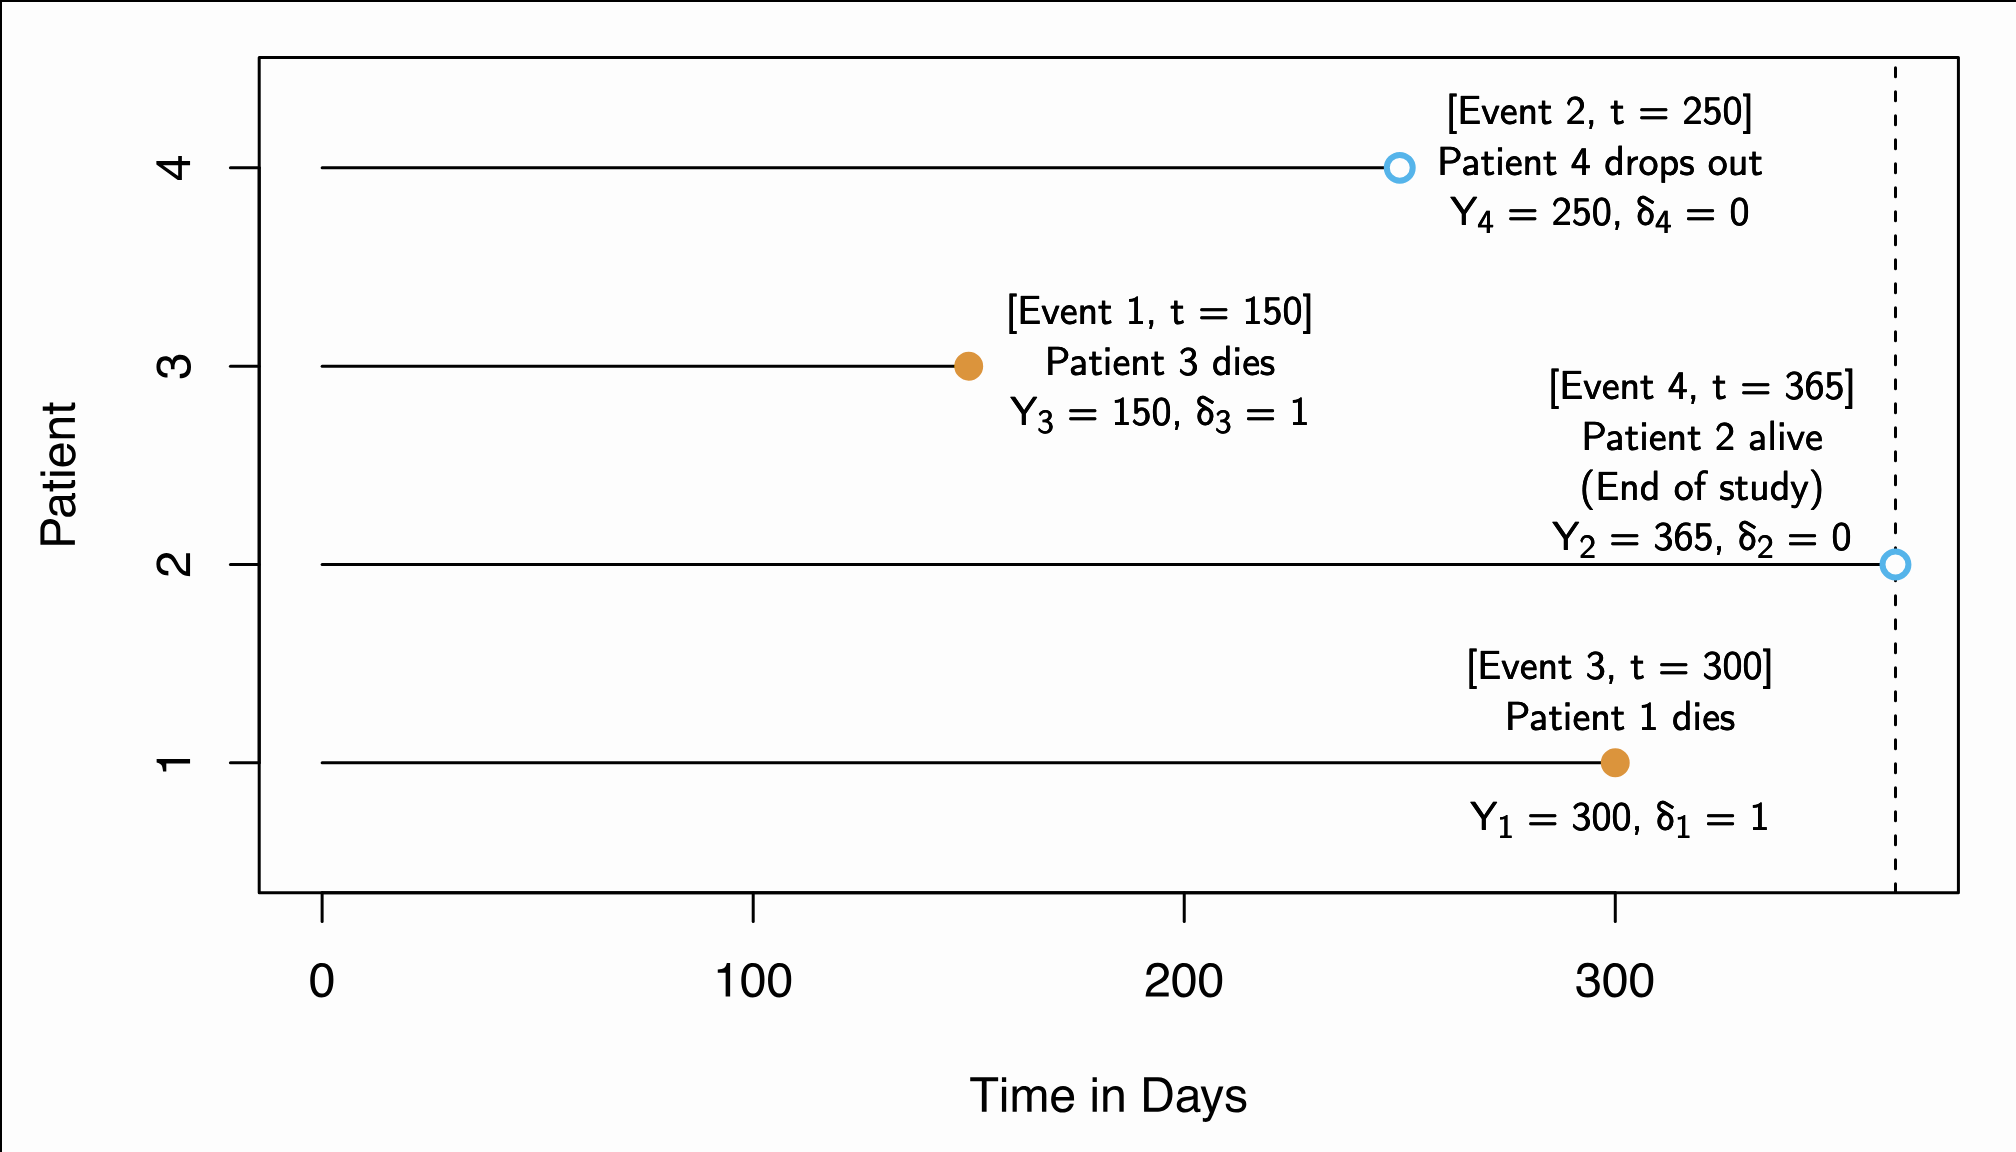 [Event 2, t = 250]
4
Patient 4 drops out
Y₄ = 250, δ₄ = 0
[Event 1, t = 150]
3
Patient 3 dies
Y₃ = 150, δ₃ = 1
[Event 4, t = 365]
Patient 2 alive
(End of study)
Y₂ = 365, δ₂ = 0
Patient
2
[Event 3, t = 300]
Patient 1 dies
1
Y₁ = 300, δ₁ = 1
0 100 200 300
Time in Days